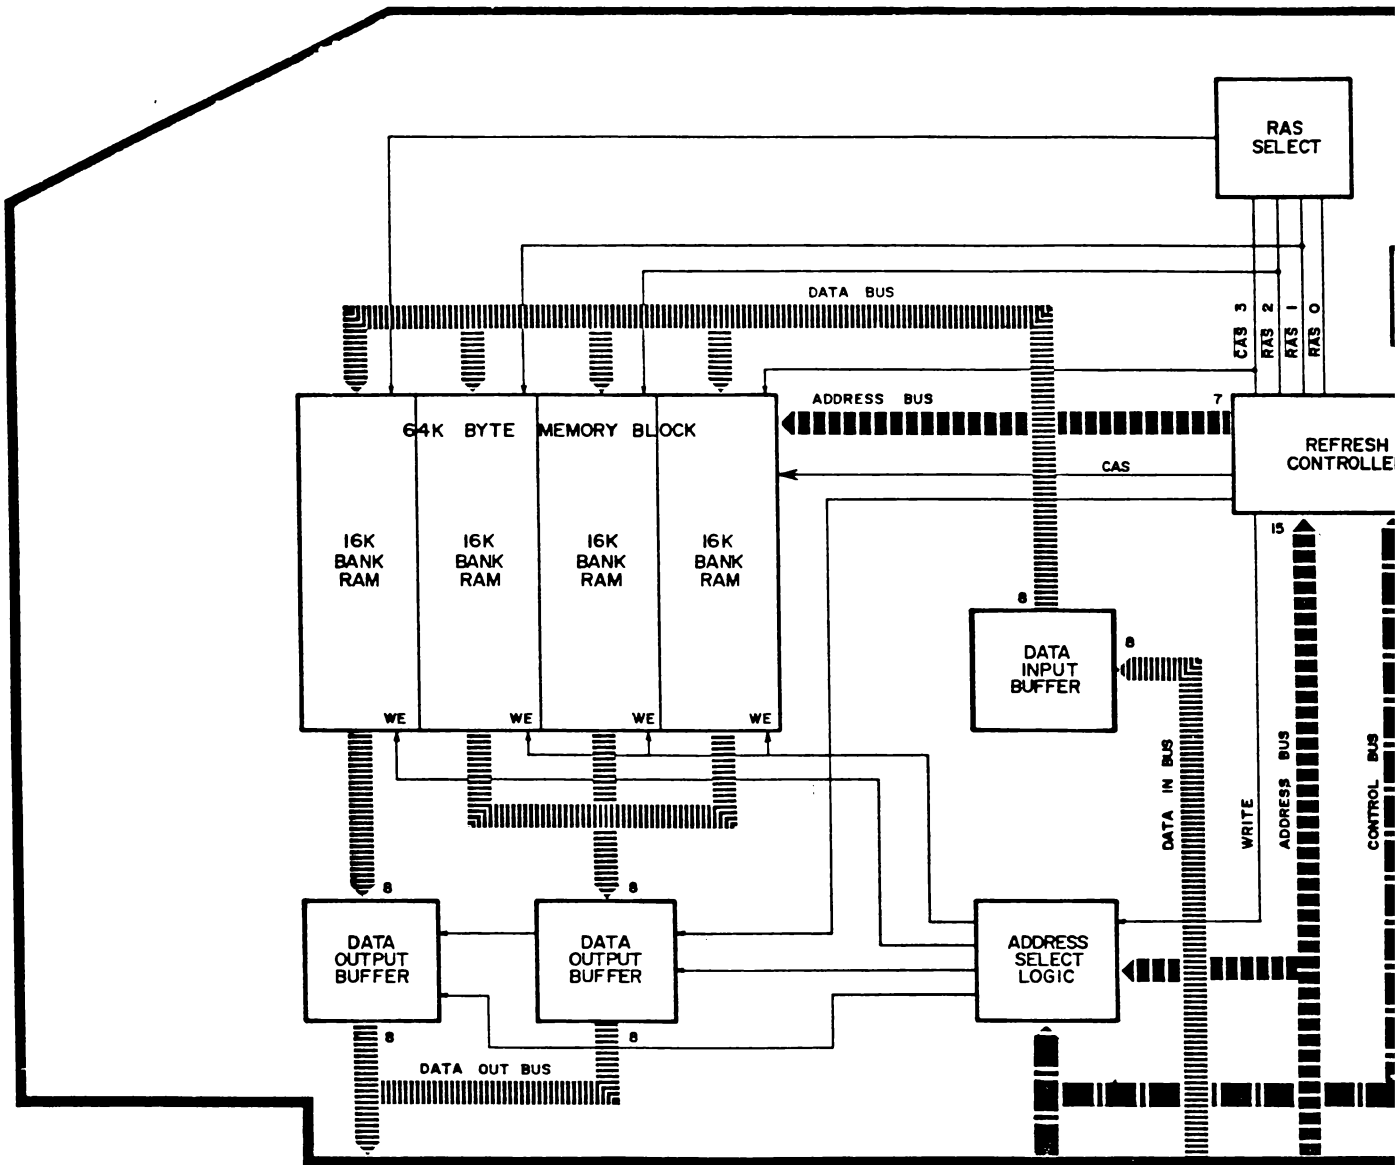 RAS
SELECT
DATA BUS
CAS 3
RAS 2
RAS 1
RAS 0
ADDRESS BUS
7
64K BYTE MEMORY BLOCK
REFRESH
CONTROLLE
CAS
15
16K
BANK
RAM
16K
BANK
RAM
16K
BANK
RAM
16K
BANK
RAM
8
DATA
INPUT
BUFFER
8
WE
WE
WE
WE
DATA IN BUS
WRITE
ADDRESS BUS
CONTROL BUS
8
8
DATA
OUTPUT
BUFFER
DATA
OUTPUT
BUFFER
ADDRESS
SELECT
LOGIC
8
8
DATA OUT BUS